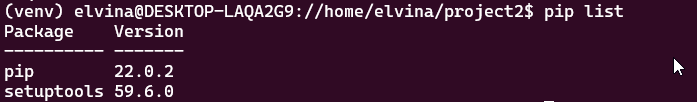 (venv) elvina@DESKTOP-LAQA2G9://home/elvina/project2$ pip list
Package    Version
---------- -------
pip        22.0.2
setuptools 59.6.0